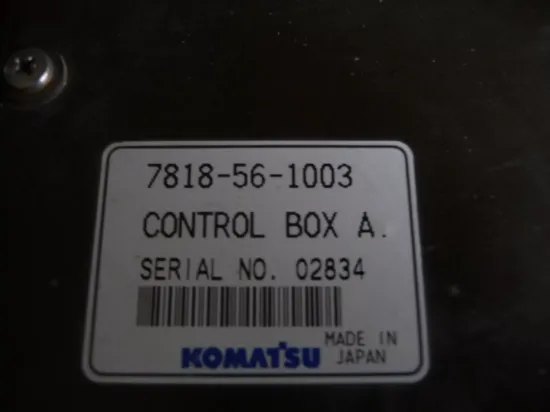 7818-56-1003
CONTROL BOX A.
SERIAL NO. 02834
KOMATSU
MADE IN
JAPAN